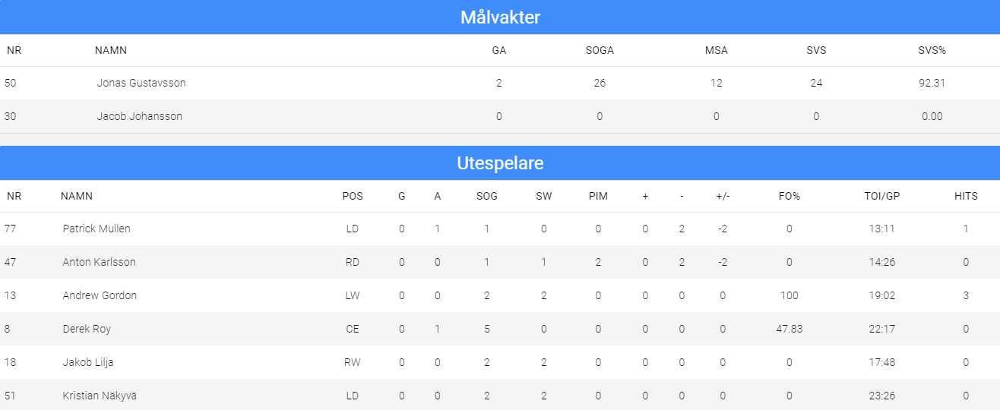 Målvakter
NR NAMN GA SOGA MSA SVS SVS%
50 Jonas Gustavsson 2 26 12 24 92.31
30 Jacob Johansson 0 0 0 0 0.00
Utespelare
NR NAMN POS G A SOG SW PIM + - +/- FO% TOI/GP HITS
77 Patrick Mullen LD 0 1 1 0 0 0 2 -2 0 13:11 1
47 Anton Karlsson RD 0 0 1 1 2 0 2 -2 0 14:26 0
13 Andrew Gordon LW 0 0 2 2 0 0 0 0 100 19:02 3
8 Derek Roy CE 0 1 5 0 0 0 0 0 47.83 22:17 0
18 Jakob Lilja RW 0 0 2 2 0 0 0 0 0 17:48 0
51 Kristian Näkyvä LD 0 0 2 2 0 0 0 0 0 23:26 0